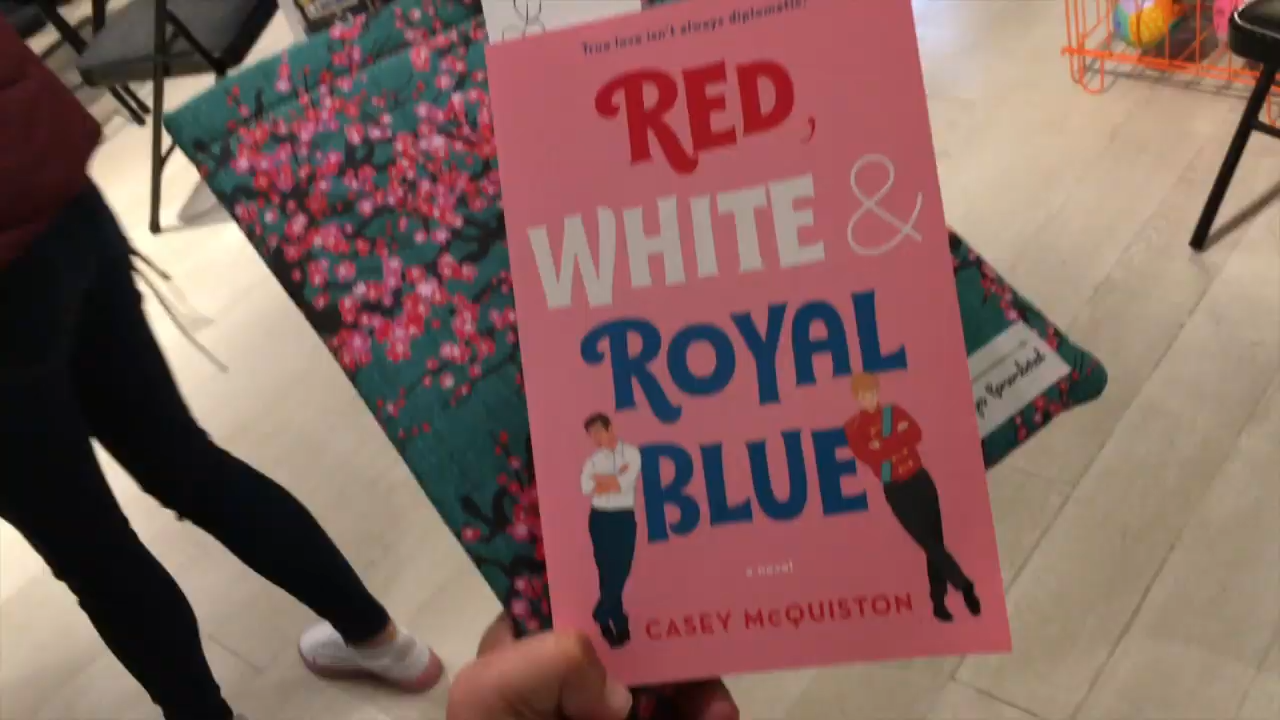 True love isn't always diplomatic.
RED,
WHITE &
ROYAL
BLUE
a novel
CASEY McQUISTON